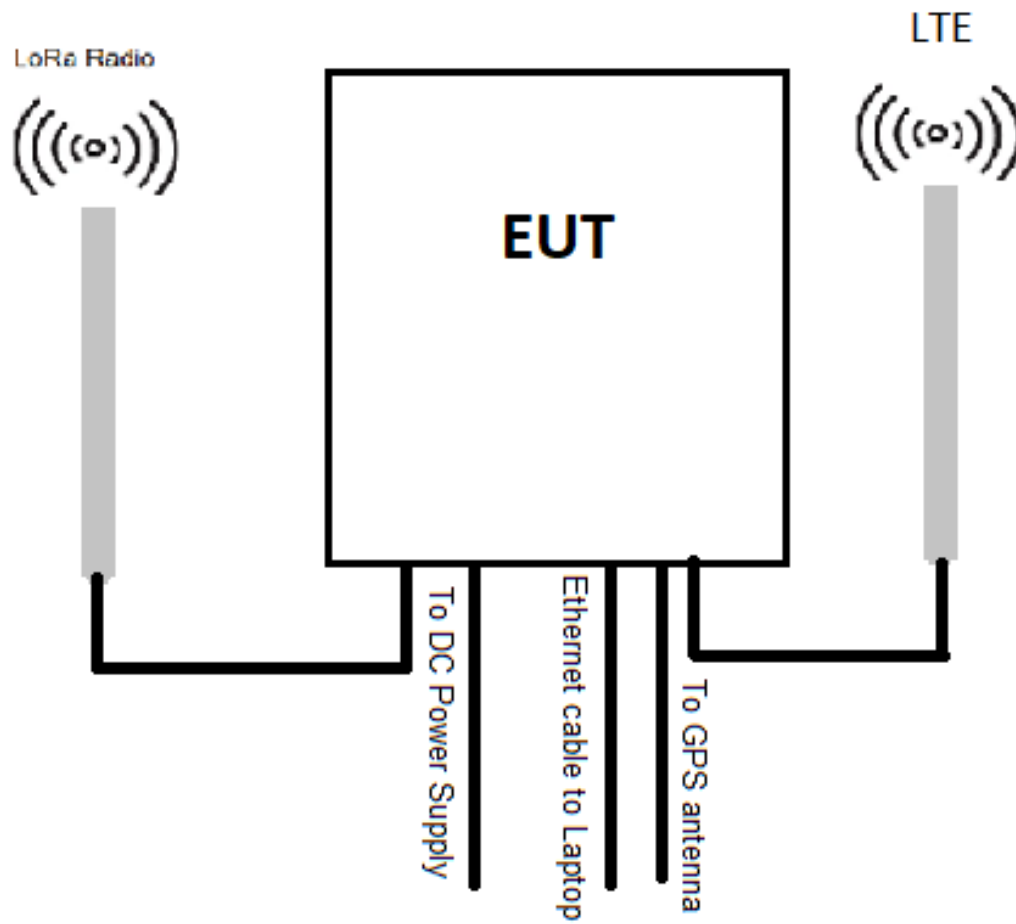 LTE
LoRa Radio
EUT
To DC Power Supply
Ethernet cable to Laptop
To GPS antenna